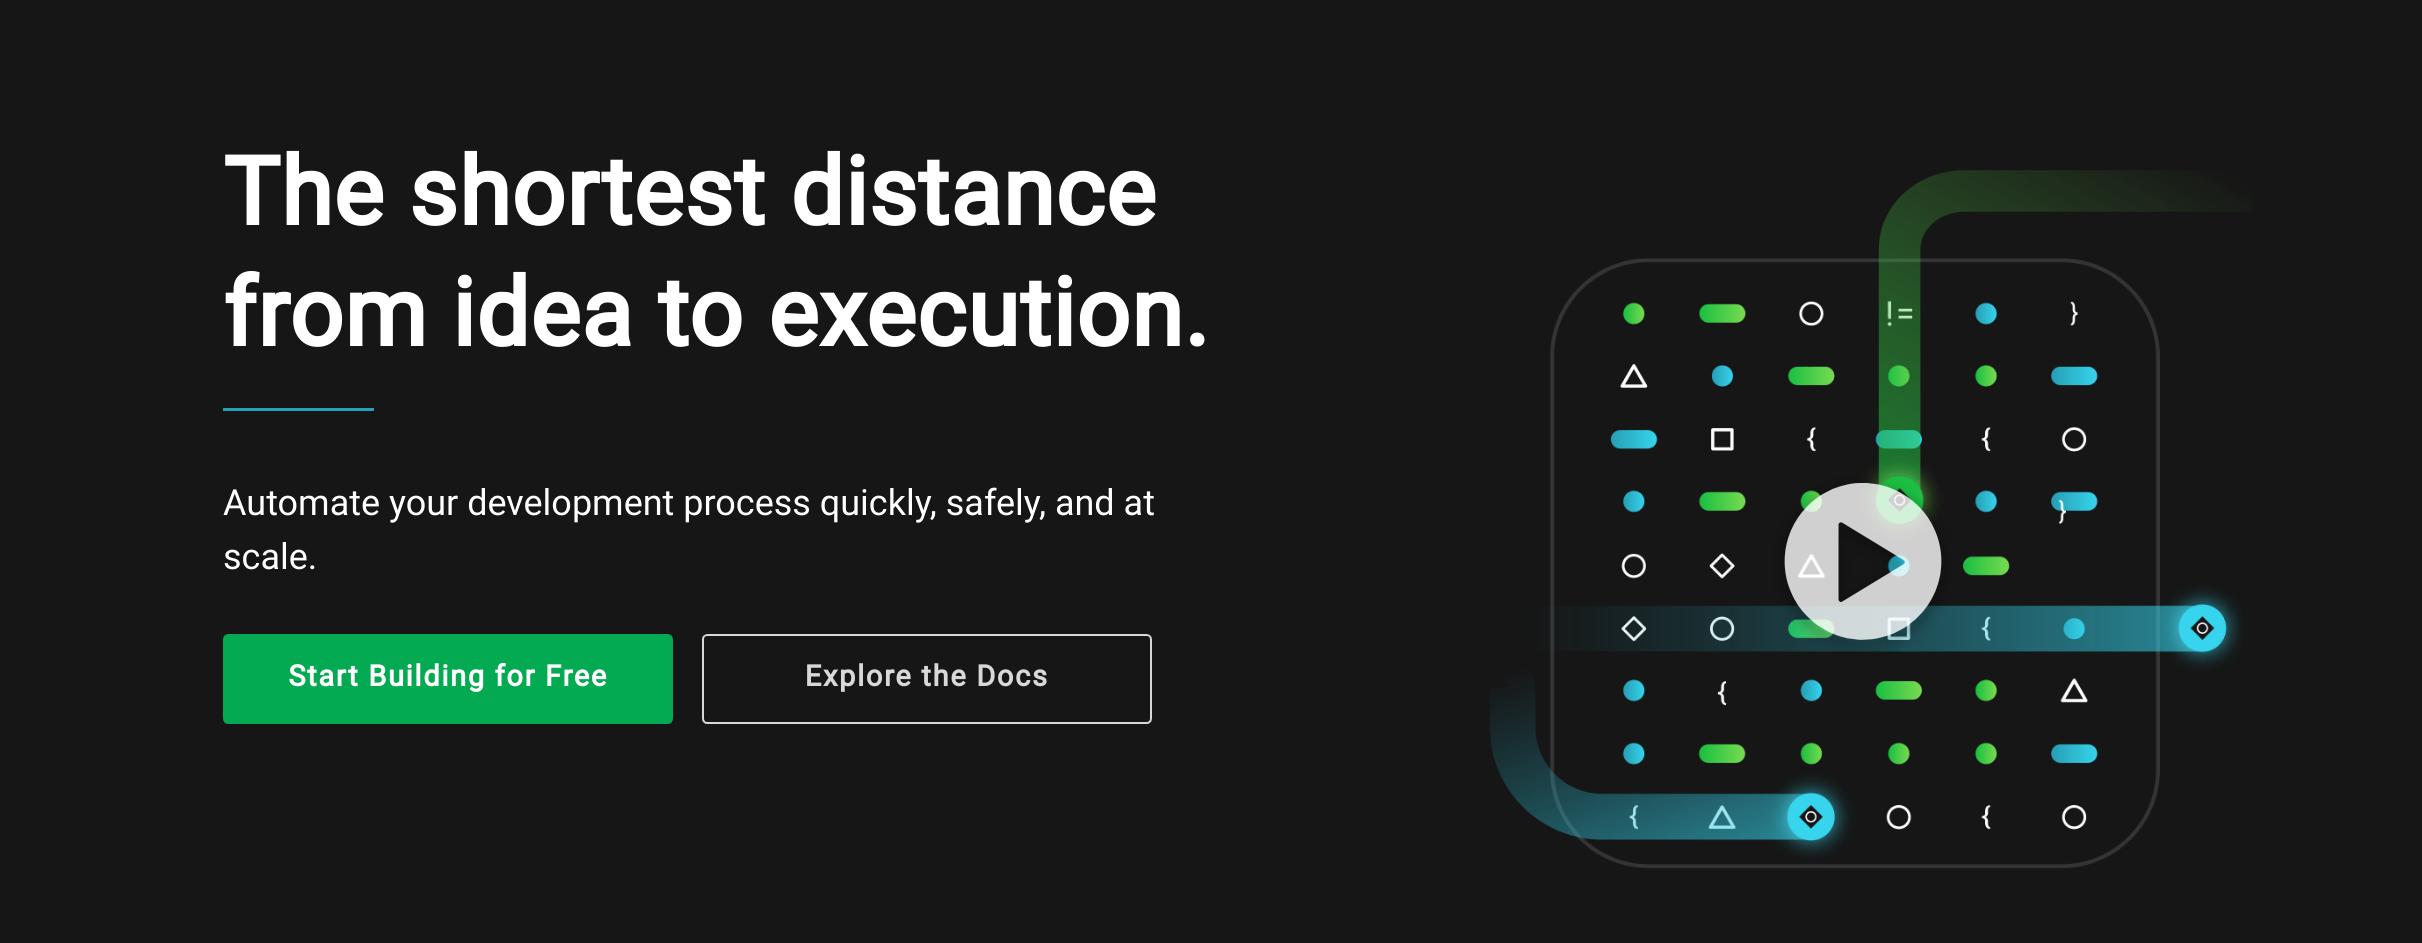 The shortest distance
from idea to execution.
Automate your development process quickly, safely, and at
scale.
Start Building for Free
Explore the Docs
!= }
{ {
}
{
{
{ {